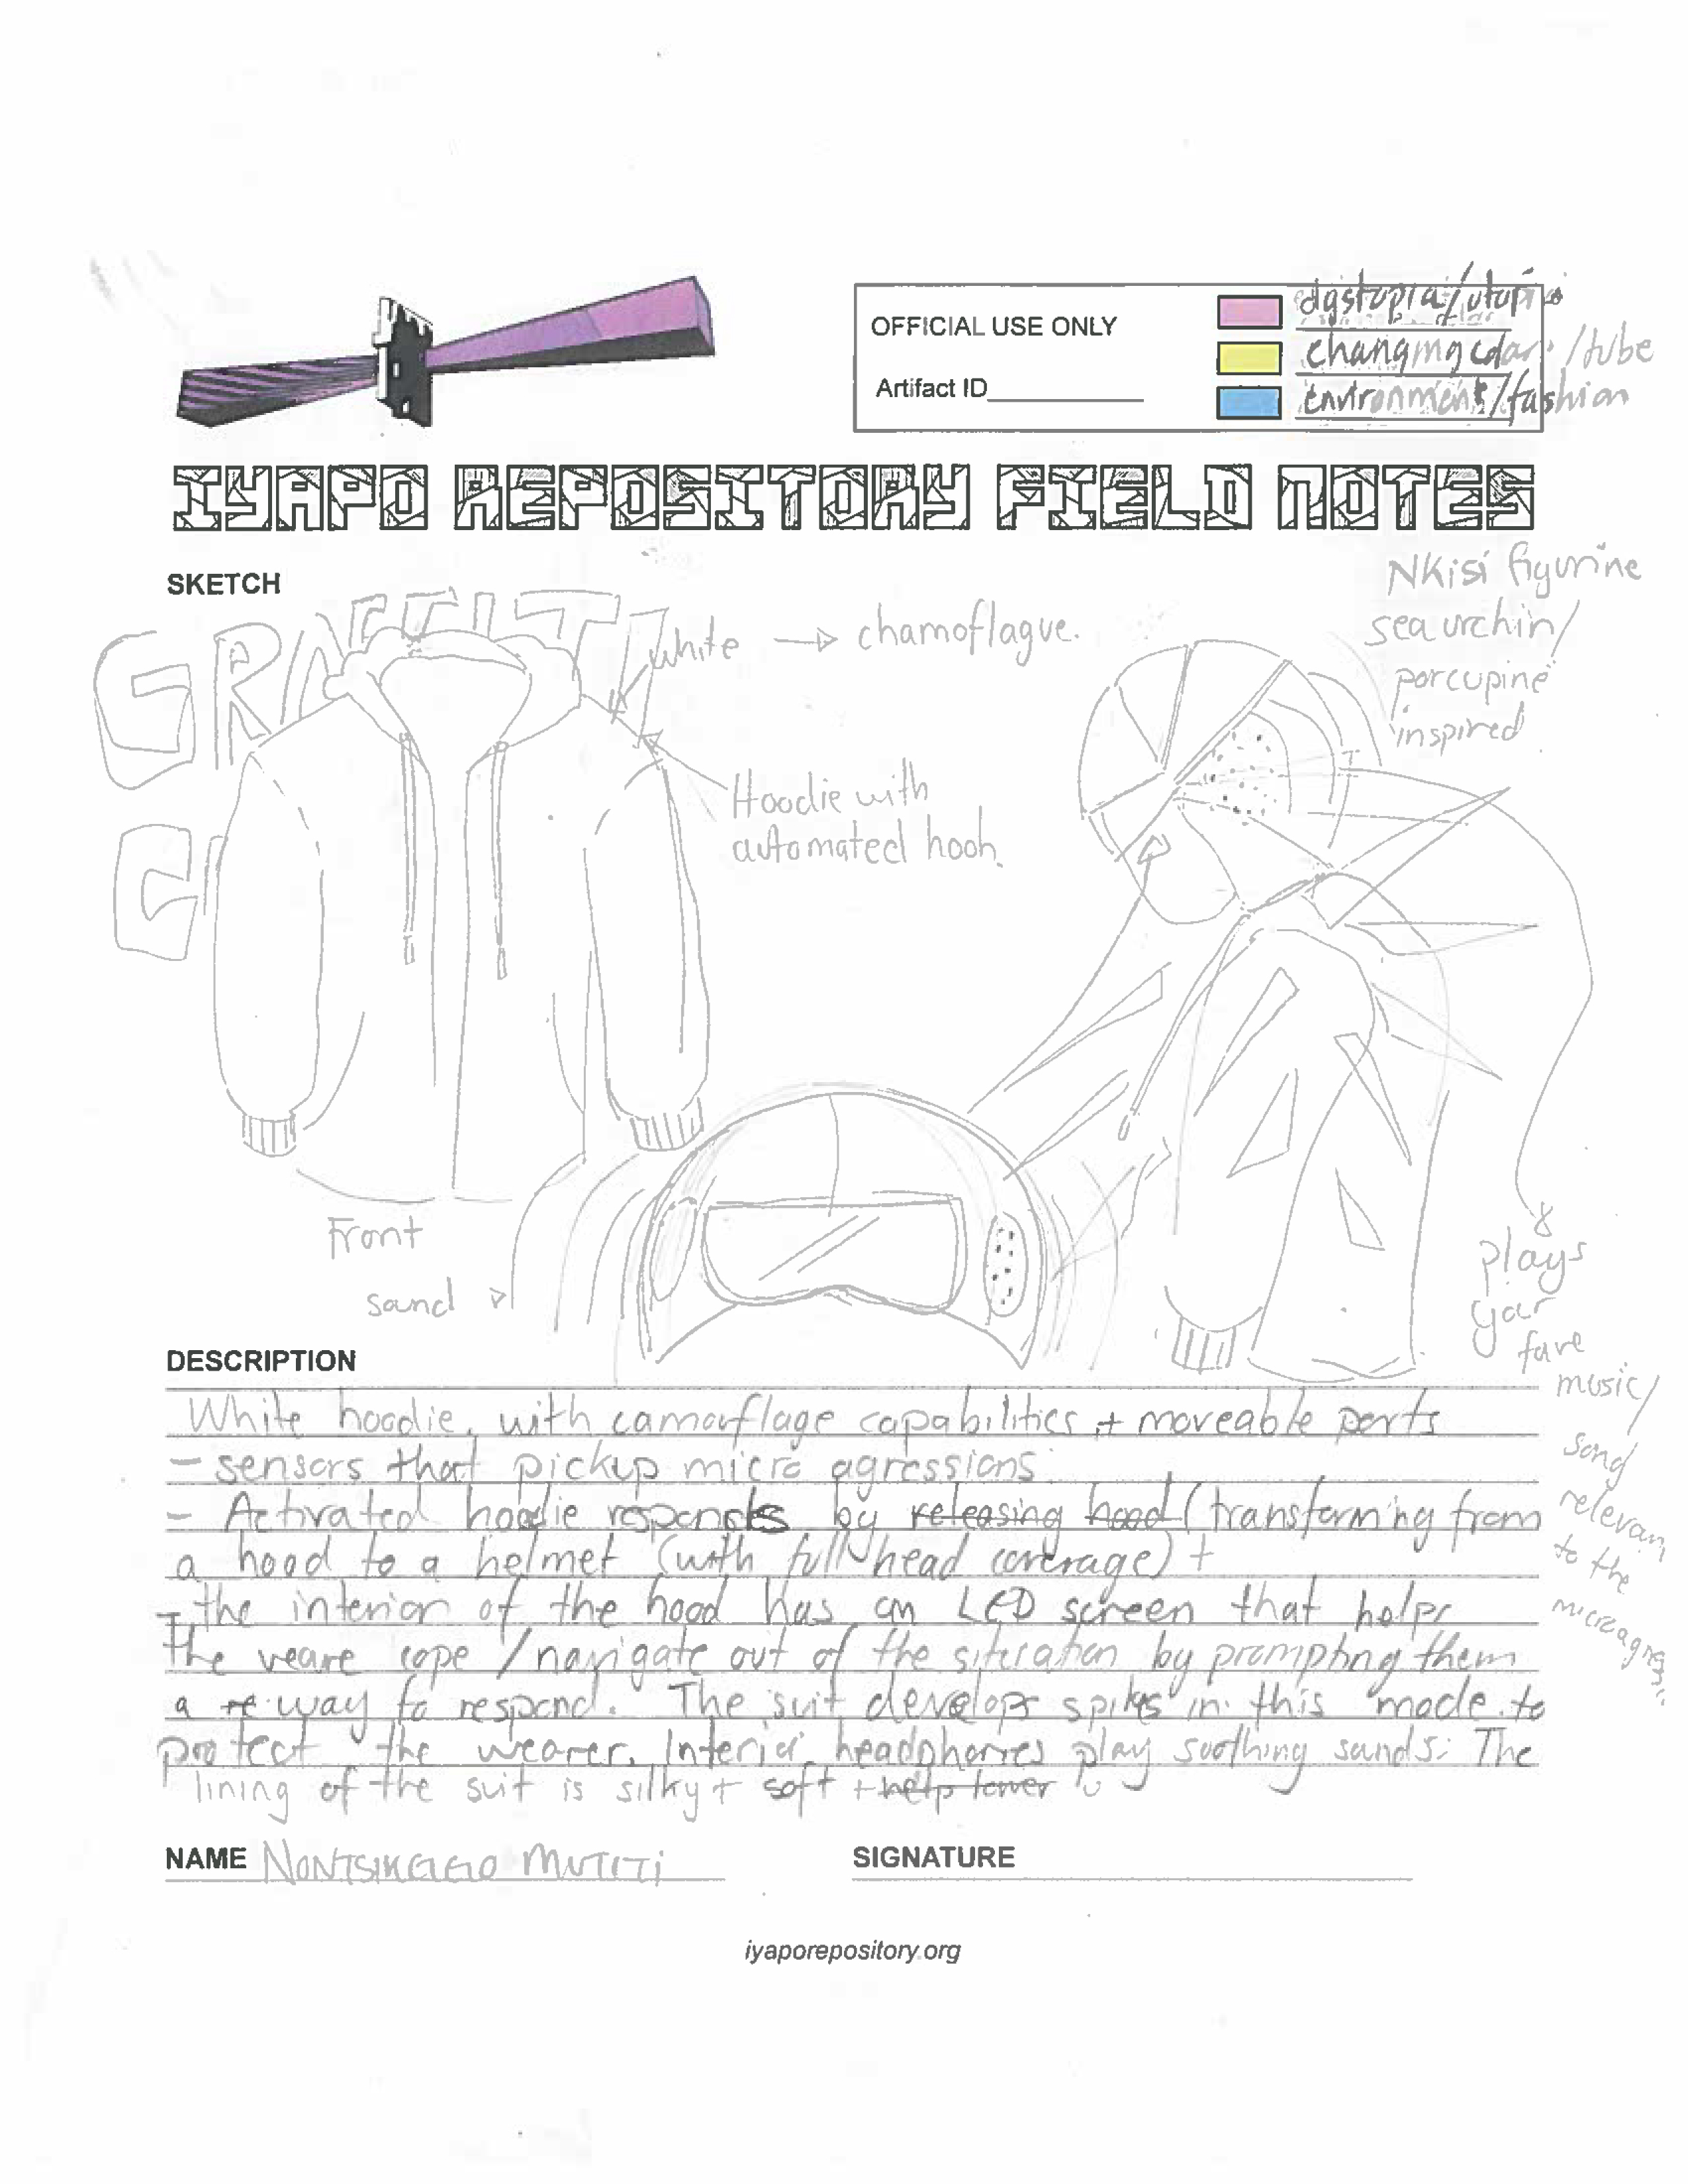 OFFICIAL USE ONLY
Artifact ID
dystopia/utopia
changing color /tube
environment/fashion
IYAPO REPOSITORY FIELD NOTES
SKETCH
GRAFFITI
white → chamoflague.
Nkisi figurine
sea urchin/
porcupine
inspired
Hoodie with
automated hooh.
Front
sound
plays
your
fave
music/
song
relevant
to the
DESCRIPTION
White hoodie, with camouflage capabilities + moveable parts
- sensors that pickup micro agressions
- Activated hoodie responds by releasing hood (transforming from
a hood to a helmet (with full head coverage) +
- the interior of the hood has an LED screen that helps
the weare cope / navigate out of the situation by prompting them
a re way to respond. The suit develops spikes in this mode to
protect the wearer. Interior headphones play soothing sounds. The
lining of the suit is silky + soft + help lower
NAME
MUTITI
SIGNATURE
iyaporepository.org